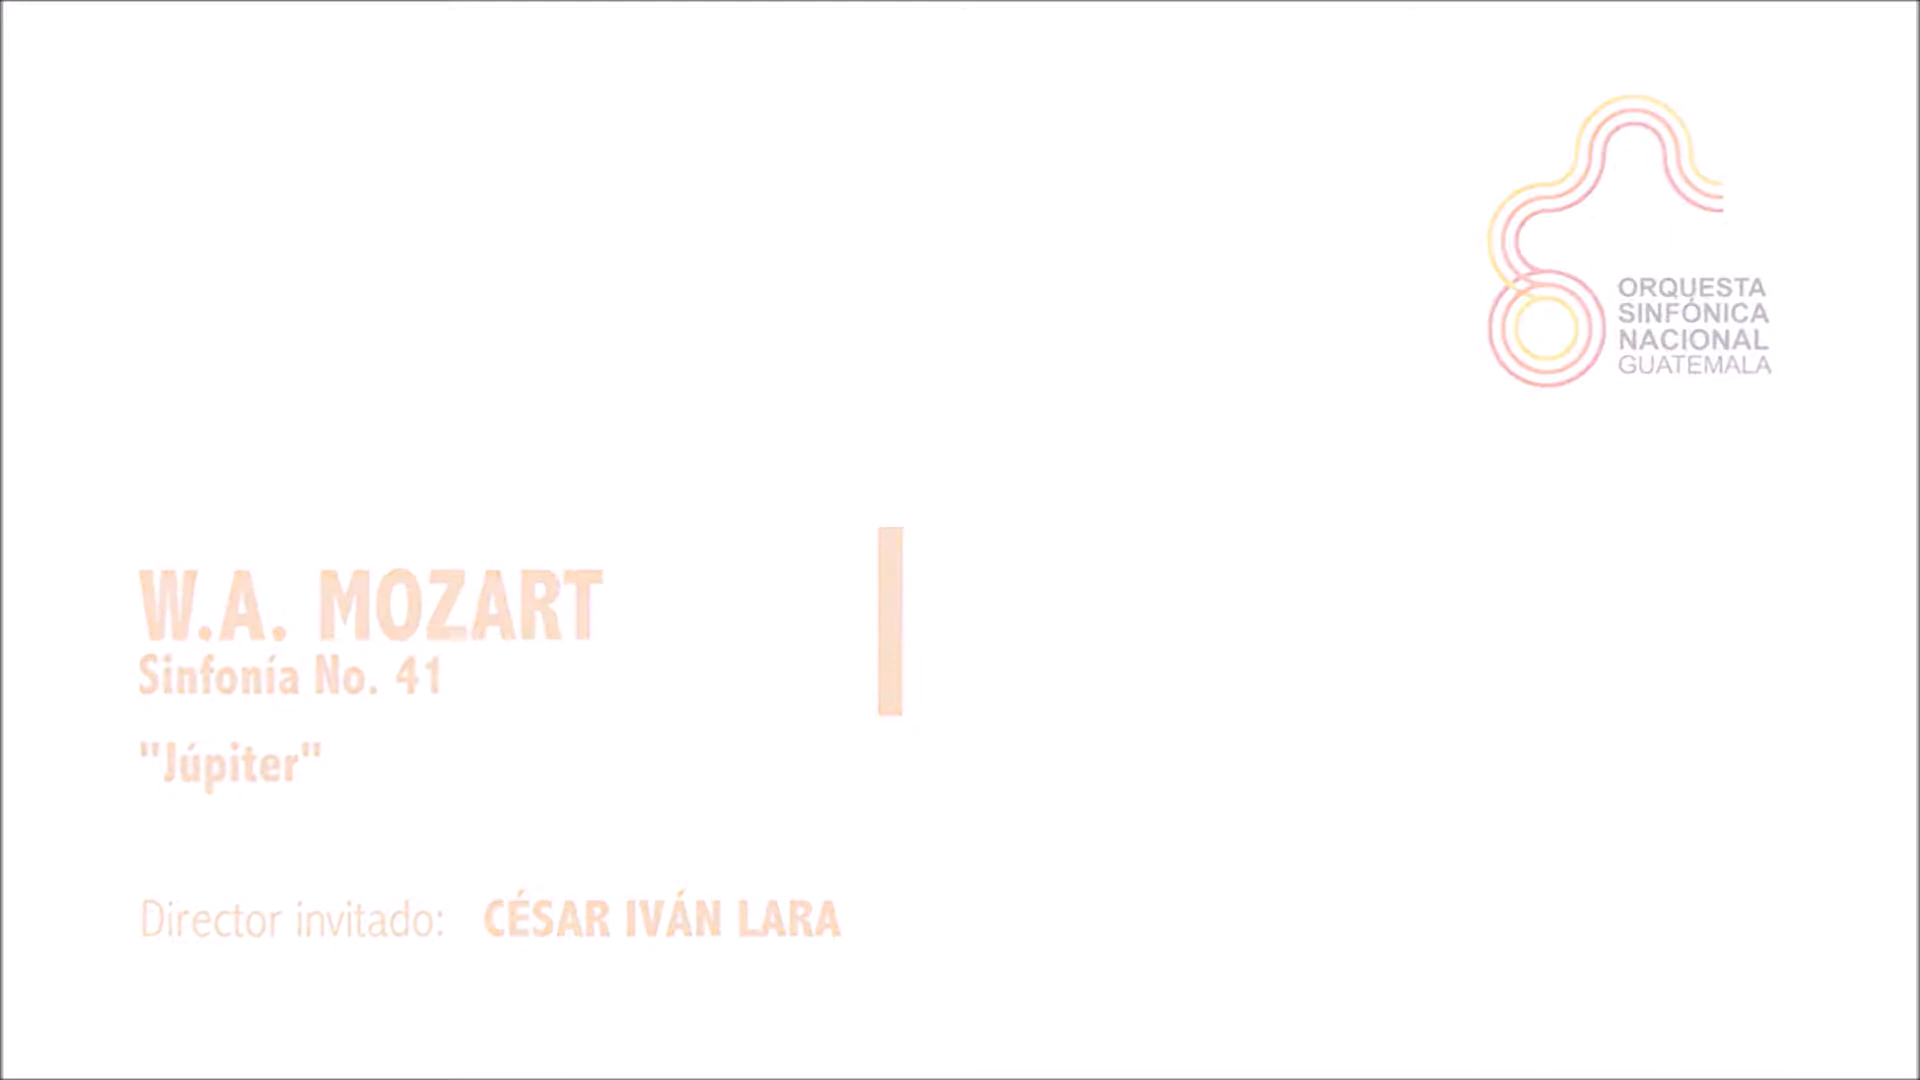 ORQUESTA
SINFÓNICA
NACIONAL
GUATEMALA
W.A. MOZART
Sinfonía No. 41
"Júpiter"
Director invitado: CÉSAR IVÁN LARA